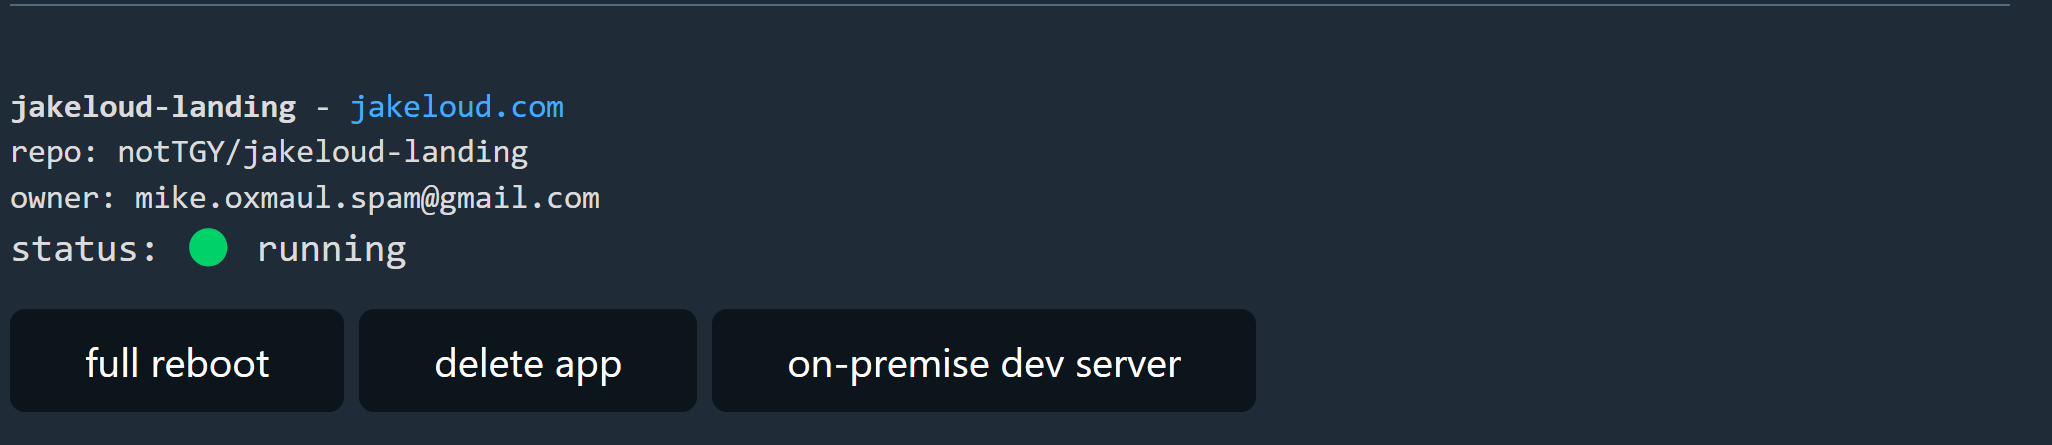 jakeloud-landing - jakeloud.com
repo: notTGY/jakeloud-landing
owner: mike.oxmaul.spam@gmail.com
status: running
full reboot
delete app
on-premise dev server